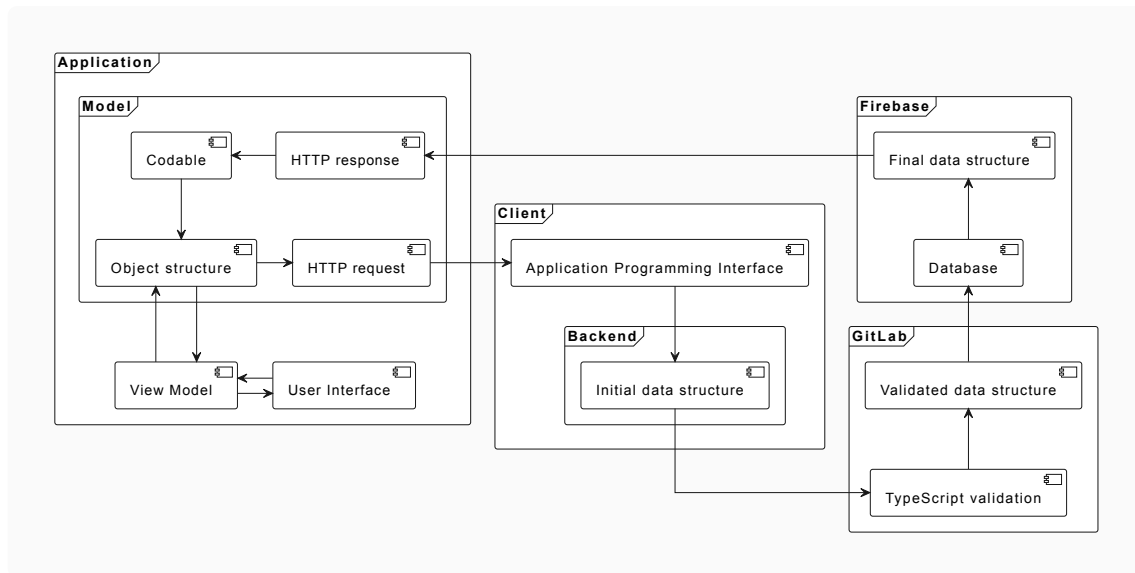 Application
Model
Codable
HTTP response
Object structure
HTTP request
View Model
User Interface
Client
Application Programming Interface
Backend
Initial data structure
Firebase
Final data structure
Database
GitLab
Validated data structure
TypeScript validation